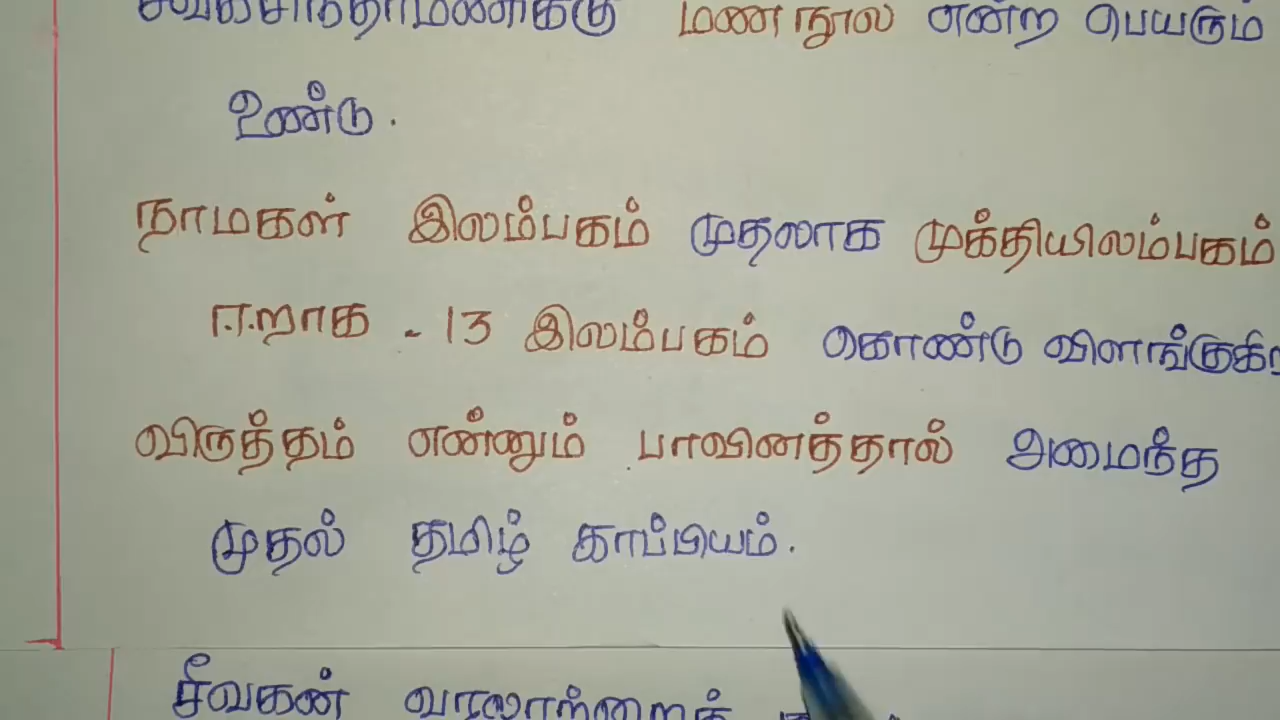 சீவகசிந்தாமணிக்கு மணநூல் என்ற பெயரும்
உண்டு.
நாமகள் இலம்பகம் முதலாக முக்தியிலம்பகம்
ஈறாக - 13 இலம்பகம் கொண்டு
விருத்தம் என்னும் பாவினத்தால் அமைந்த
முதல் தமிழ் காப்பியம்.
சீவகன் வரலாற்றைக்